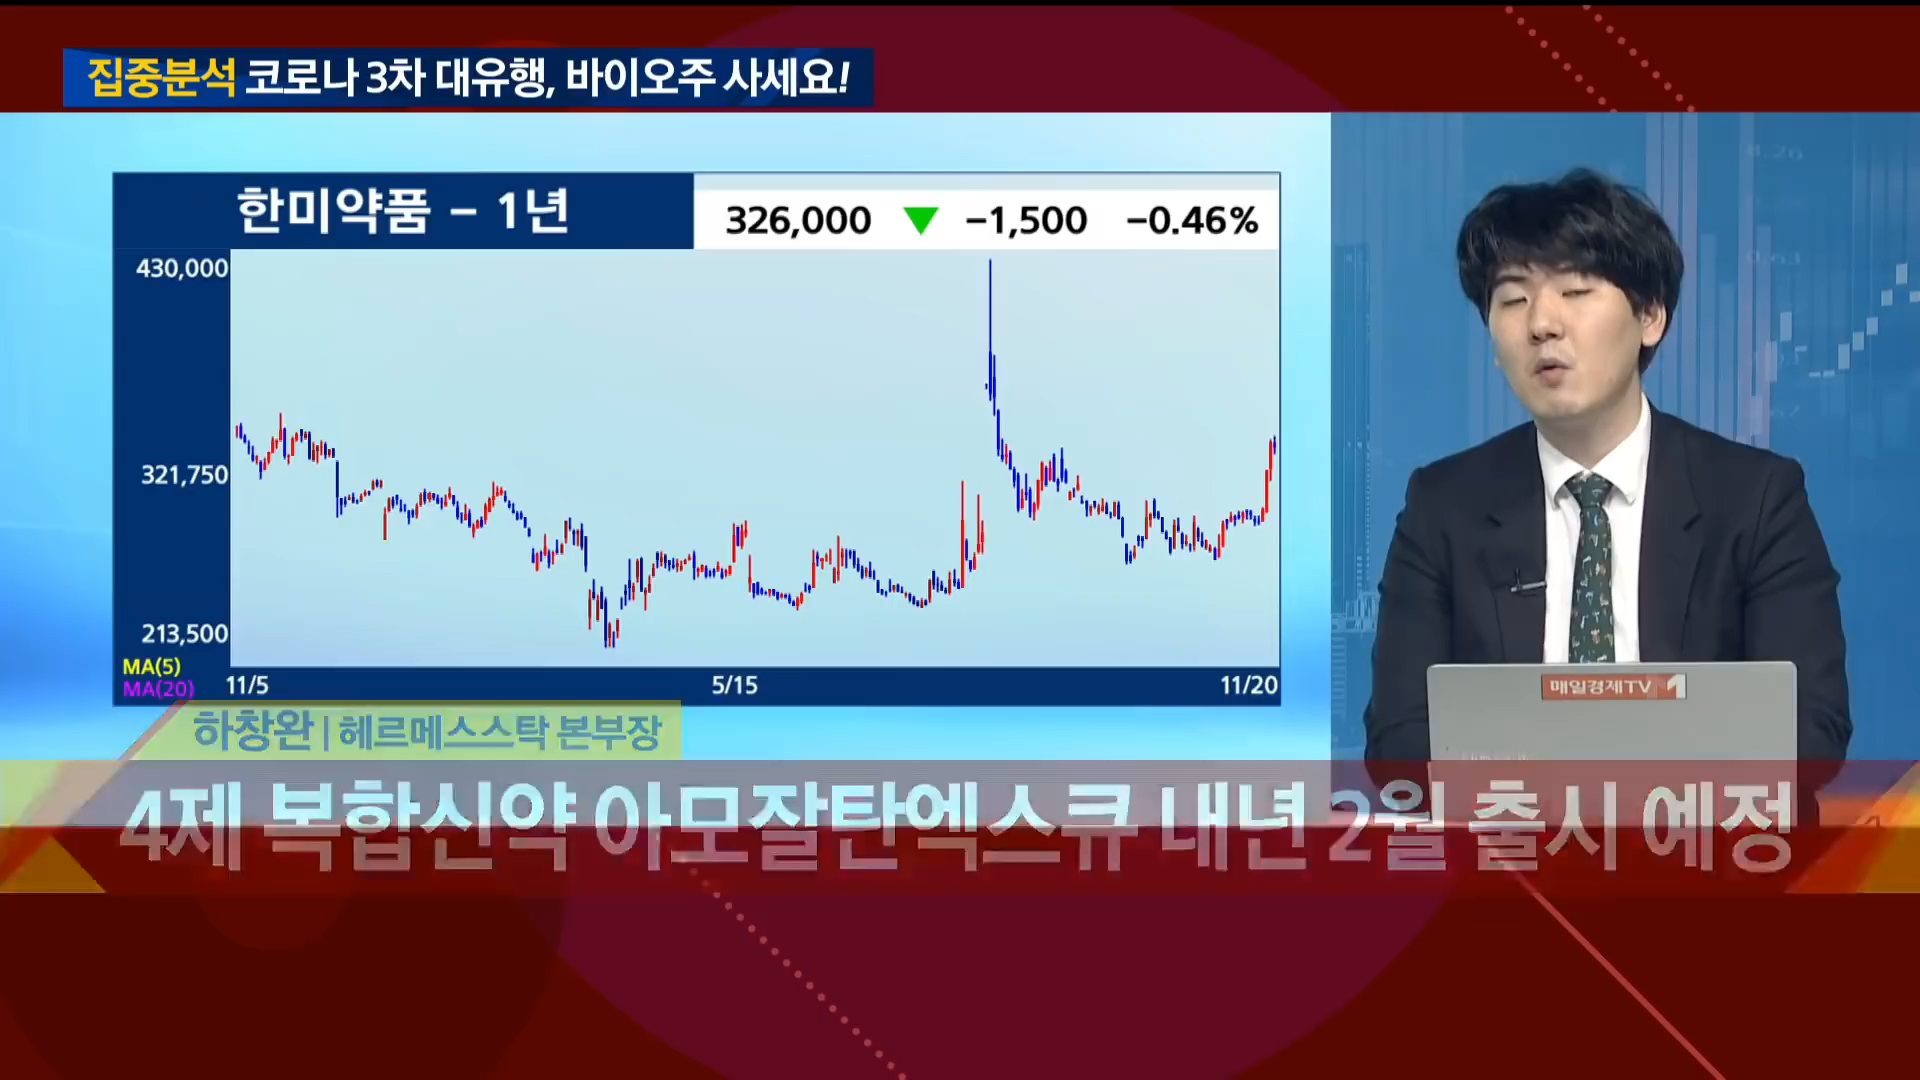 집중분석 코로나 3차 대유행, 바이오주 사세요!
한미약품 - 1년
326,000 ▼ -1,500 -0.46%
430,000
321,750
213,500
MA(5)
MA(20)
11/5 5/15 11/20
매일경제TV 1
하창완 | 헤르메스스탁 본부장
4제 복합신약 아모잘탄엑스큐 내년 2월 출시 예정